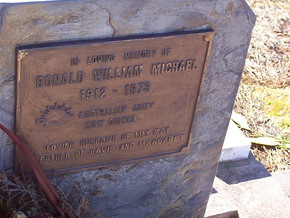 IN LOVING MEMORY OF
DONALD WILLIAM MICHAEL
1912 - 1973
AUSTRALIAN ARMY
NEW GUINEA
LOVING HUSBAND OF LILY MAY
FATHER OF DAVID AND MARGARET